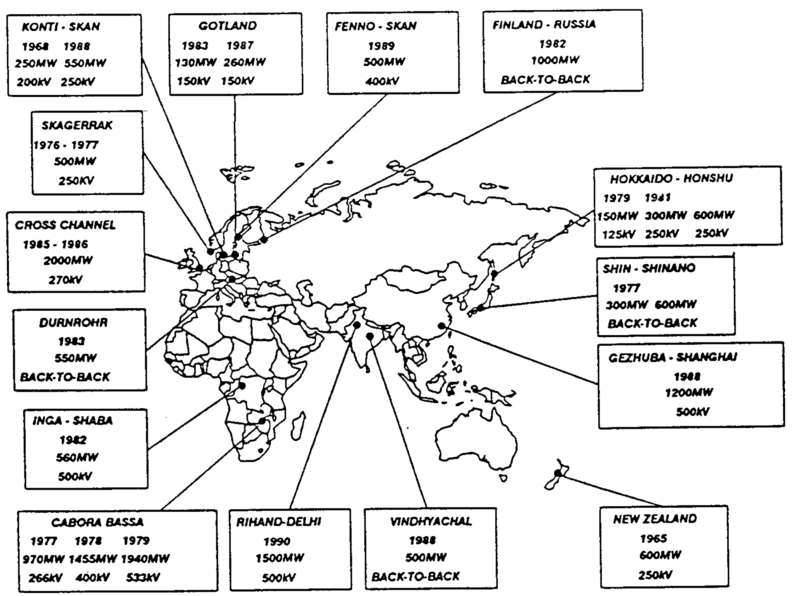 KONTI - SKAN
1968 1988
250MW 550MW
200kV 250kV
GOTLAND
1983 1987
130MW 260MW
150kV 150kV
FENNO - SKAN
1989
500MW
400kV
FINLAND - RUSSIA
1982
1000MW
BACK-TO-BACK
SKAGERRAK
1976 - 1977
500MW
250KV
HOKKAIDO - HONSHU
1979 1941
150MW 300MW 600MW
125kV 250kV 250kV
CROSS CHANNEL
1985 - 1986
2000MW
270kV
SHIN - SHINANO
1977
300MW 600MW
BACK-TO-BACK
DURNROHR
1983
550MW
BACK-TO-BACK
GEZHUBA - SHANGHAI
1988
1200MW
500kV
INGA - SHABA
1982
560MW
500kV
CABORA BASSA
1977 1978 1979
970MW 1455MW 1940MW
266kV 400kV 533kV
RIHAND-DELHI
1990
1500MW
500kV
VINDHYACHAL
1988
500MW
BACK-TO-BACK
NEW ZEALAND
1965
600MW
250kV